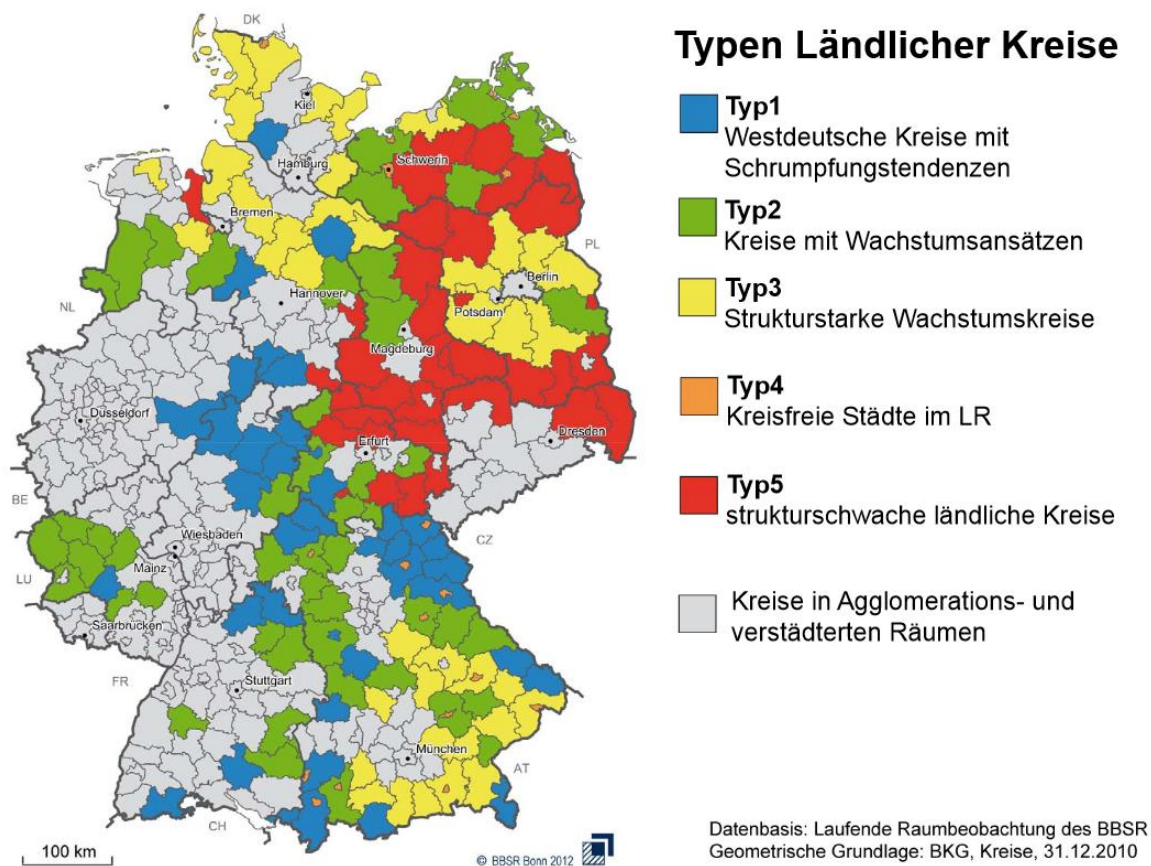 Typen Ländlicher Kreise
Typ1
Westdeutsche Kreise mit
Schrumpfungstendenzen
Typ2
Kreise mit Wachstumsansätzen
Typ3
Strukturstarke Wachstumskreise
Typ4
Kreisfreie Städte im LR
Typ5
strukturschwache ländliche Kreise
Kreise in Agglomerations- und
verstädterten Räumen
DK
Kiel
Hamburg
Schwerin
Bremen
PL
Berlin
Hannover
Potsdam
NL
Magdeburg
Düsseldorf
Dresden
Erfurt
BE
Wiesbaden
CZ
Mainz
LU
Saarbrücken
FR
Stuttgart
München
AT
CH
100 km
© BBSR Bonn 2012
Datenbasis: Laufende Raumbeobachtung des BBSR
Geometrische Grundlage: BKG, Kreise, 31.12.2010